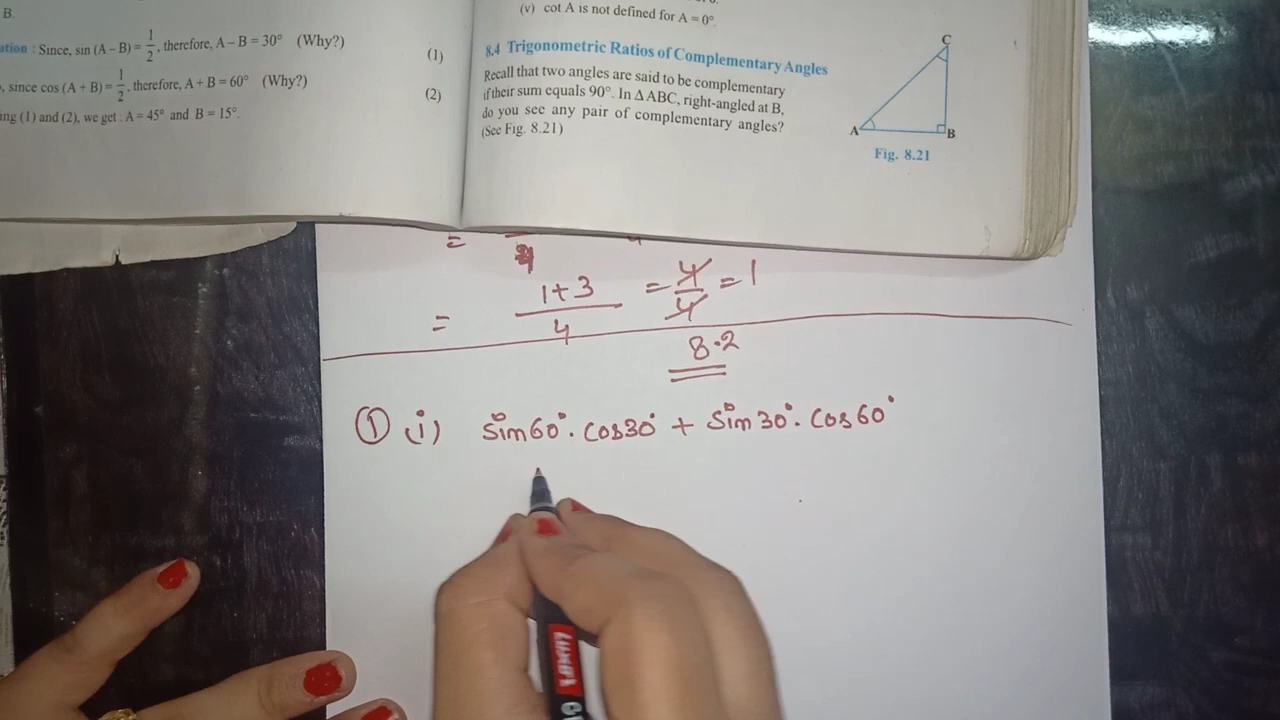 B.
ation : Since, sin (A – B) = 1/2, therefore, A – B = 30° (Why?) (1)
, since cos (A + B) = 1/2, therefore, A + B = 60° (Why?) (2)
ing (1) and (2), we get : A = 45° and B = 15°.
(v) cot A is not defined for A = 0°.
8.4 Trigonometric Ratios of Complementary Angles
Recall that two angles are said to be complementary
if their sum equals 90°. In Δ ABC, right-angled at B,
do you see any pair of complementary angles?
(See Fig. 8.21)
C
A
B
Fig. 8.21
=
= 1+3/4 = 4/4 = 1
8.2
① (i) sin60°. cos30° + sin30°. cos60°
LUXOR